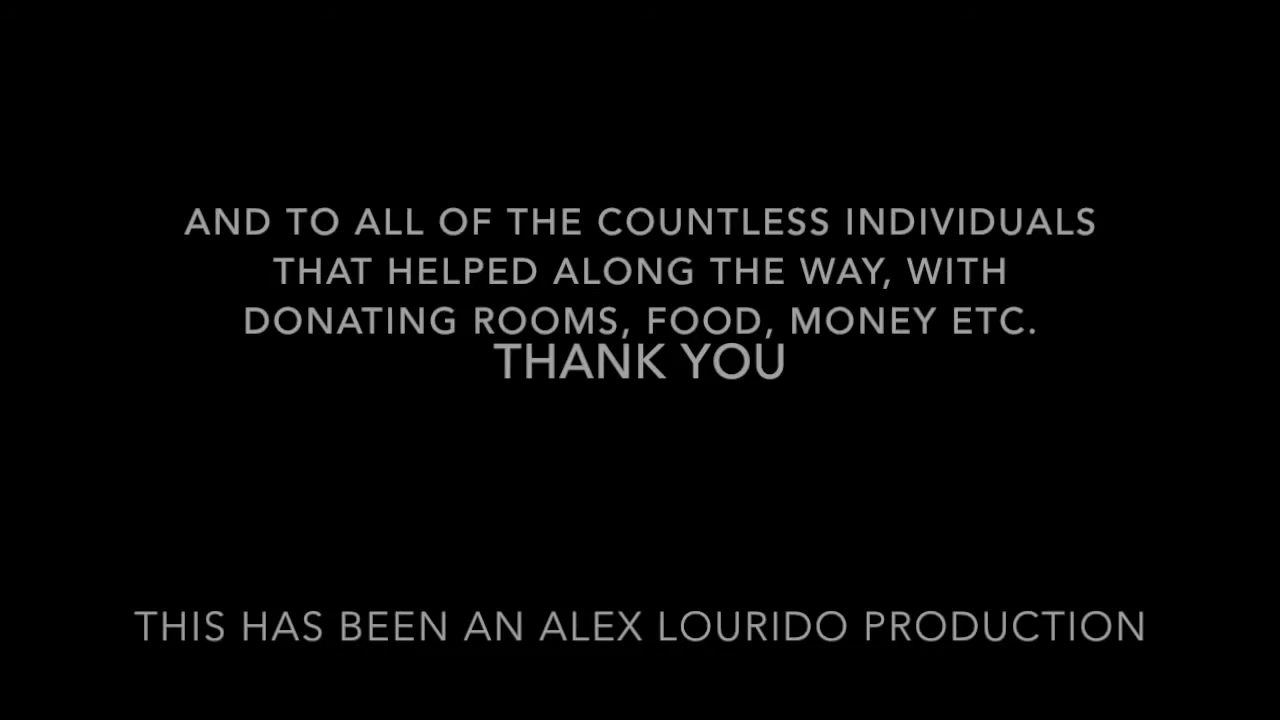 AND TO ALL OF THE COUNTLESS INDIVIDUALS
THAT HELPED ALONG THE WAY, WITH
DONATING ROOMS, FOOD, MONEY ETC.
THANK YOU
THIS HAS BEEN AN ALEX LOURIDO PRODUCTION